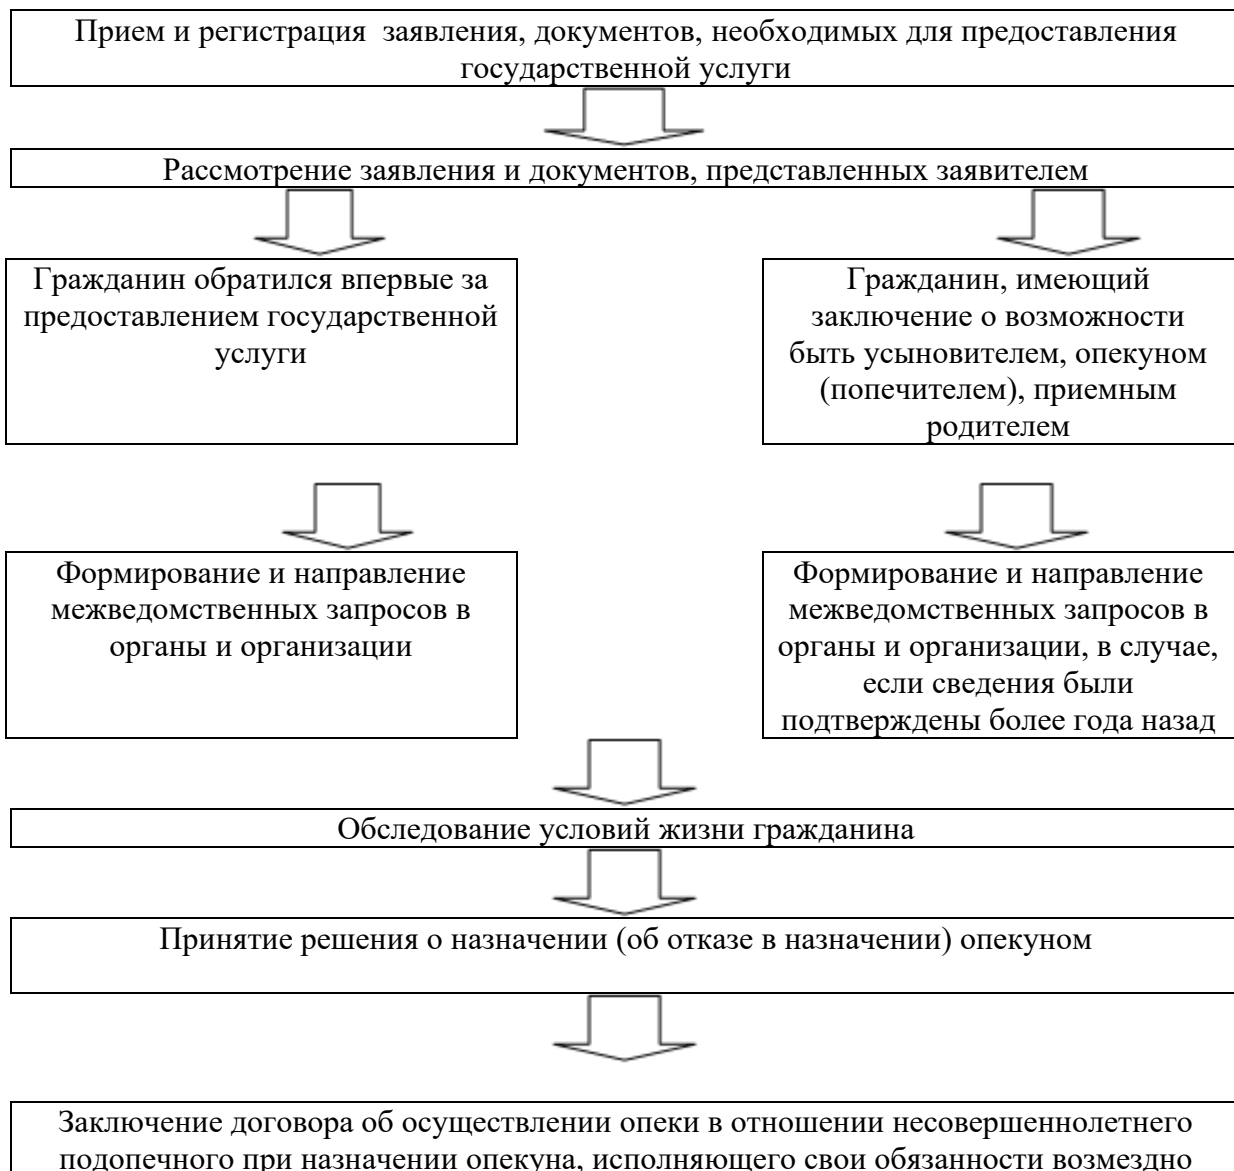 Прием и регистрация  заявления, документов, необходимых для предоставления
государственной услуги
Рассмотрение заявления и документов, представленных заявителем
Гражданин обратился впервые за
предоставлением государственной
услуги
Гражданин, имеющий
заключение о возможности
быть усыновителем, опекуном
(попечителем), приемным
родителем
Формирование и направление
межведомственных запросов в
органы и организации
Формирование и направление
межведомственных запросов в
органы и организации, в случае,
если сведения были
подтверждены более года назад
Обследование условий жизни гражданина
Принятие решения о назначении (об отказе в назначении) опекуном
Заключение договора об осуществлении опеки в отношении несовершеннолетнего
подопечного при назначении опекуна, исполняющего свои обязанности возмездно